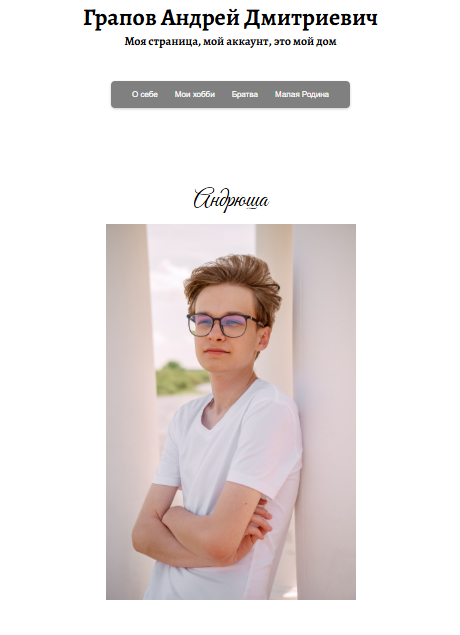 Грапов Андрей Дмитриевич
Моя страница, мой аккаунт, это мой дом
О себе Мои хобби Братва Малая Родина
Андрюша